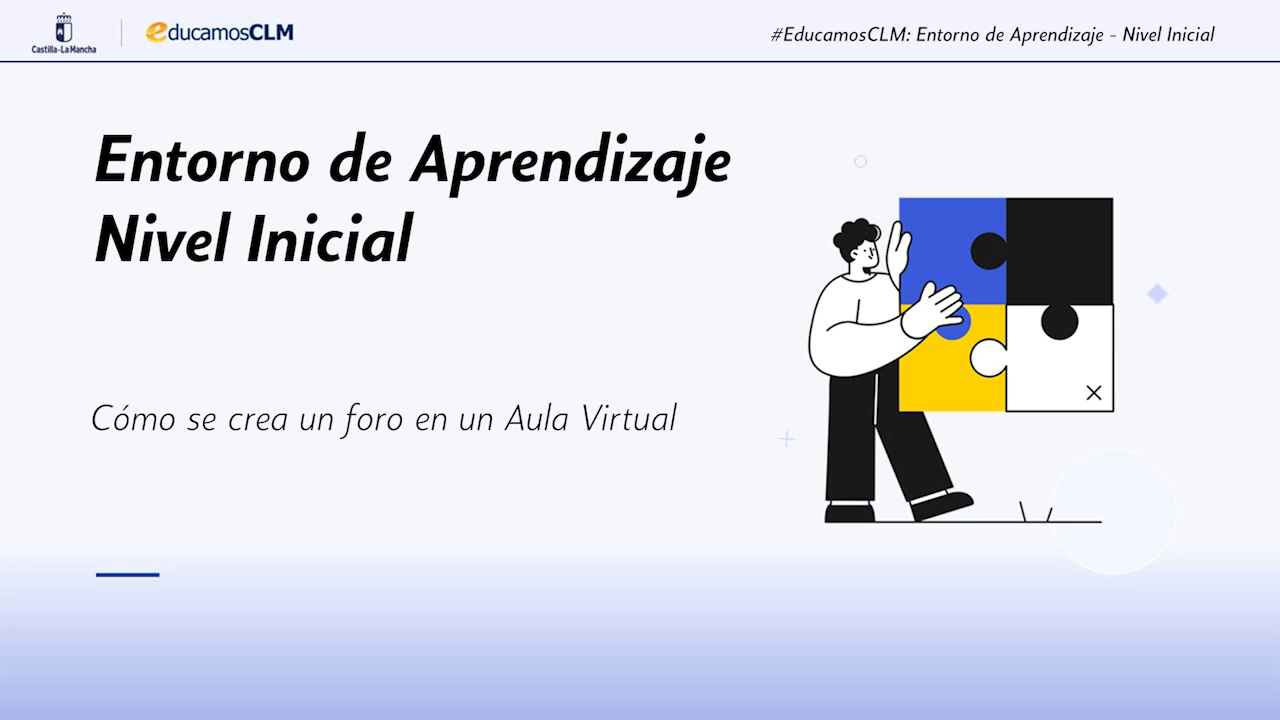 Castilla-La Mancha
educamosCLM
#EducamosCLM: Entorno de Aprendizaje - Nivel Inicial
Entorno de Aprendizaje
Nivel Inicial
Cómo se crea un foro en un Aula Virtual